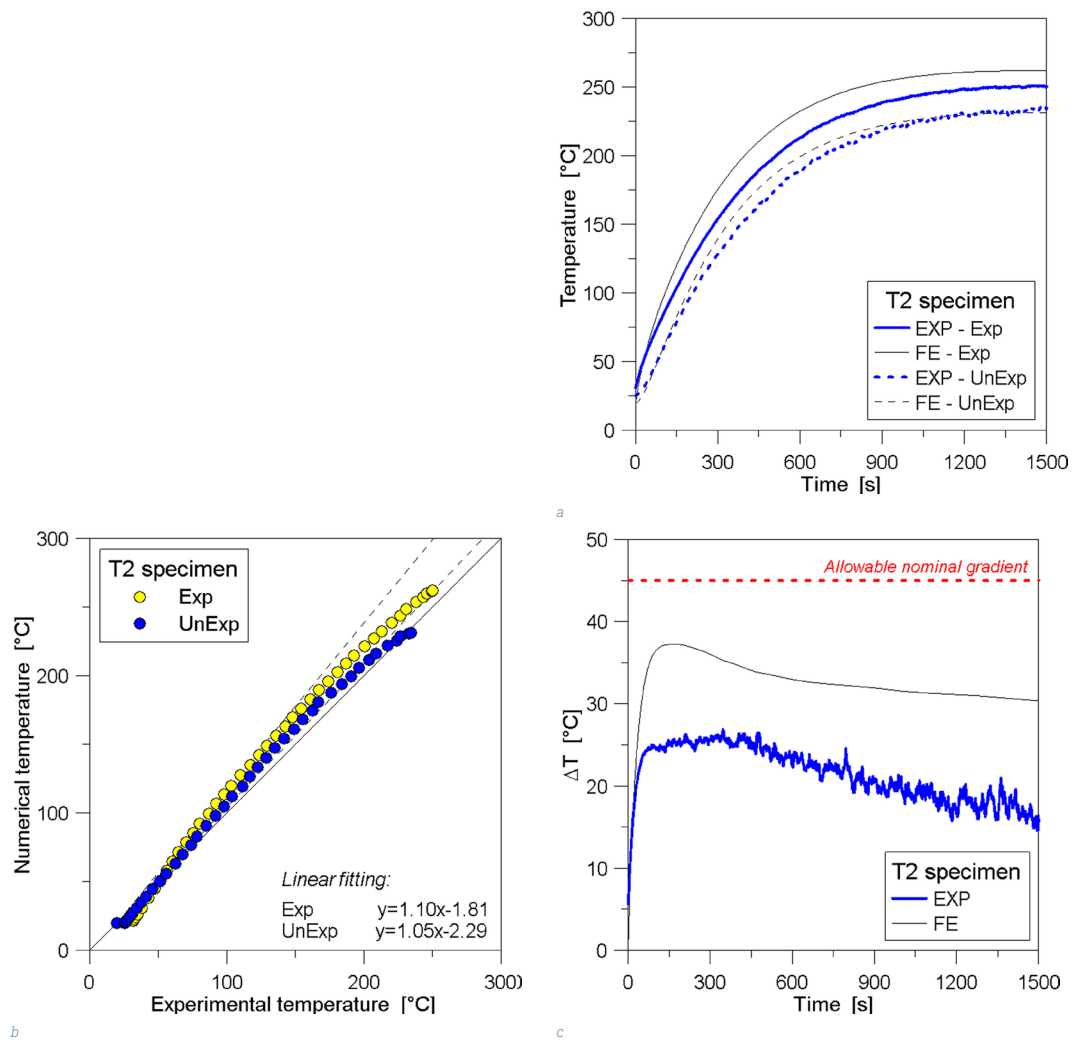 300
250
200
150
100
50
0
Temperature [°C]
T2 specimen
EXP - Exp
FE - Exp
EXP - UnExp
FE - UnExp
0 300 600 900 1200 1500
Time [s]
a
300
200
100
0
Numerical temperature [°C]
T2 specimen
Exp
UnExp
Linear fitting:
Exp y=1.10x-1.81
UnExp y=1.05x-2.29
0 100 200 300
Experimental temperature [°C]
b
50
40
30
20
10
0
ΔT [°C]
Allowable nominal gradient
T2 specimen
EXP
FE
0 300 600 900 1200 1500
Time [s]
c